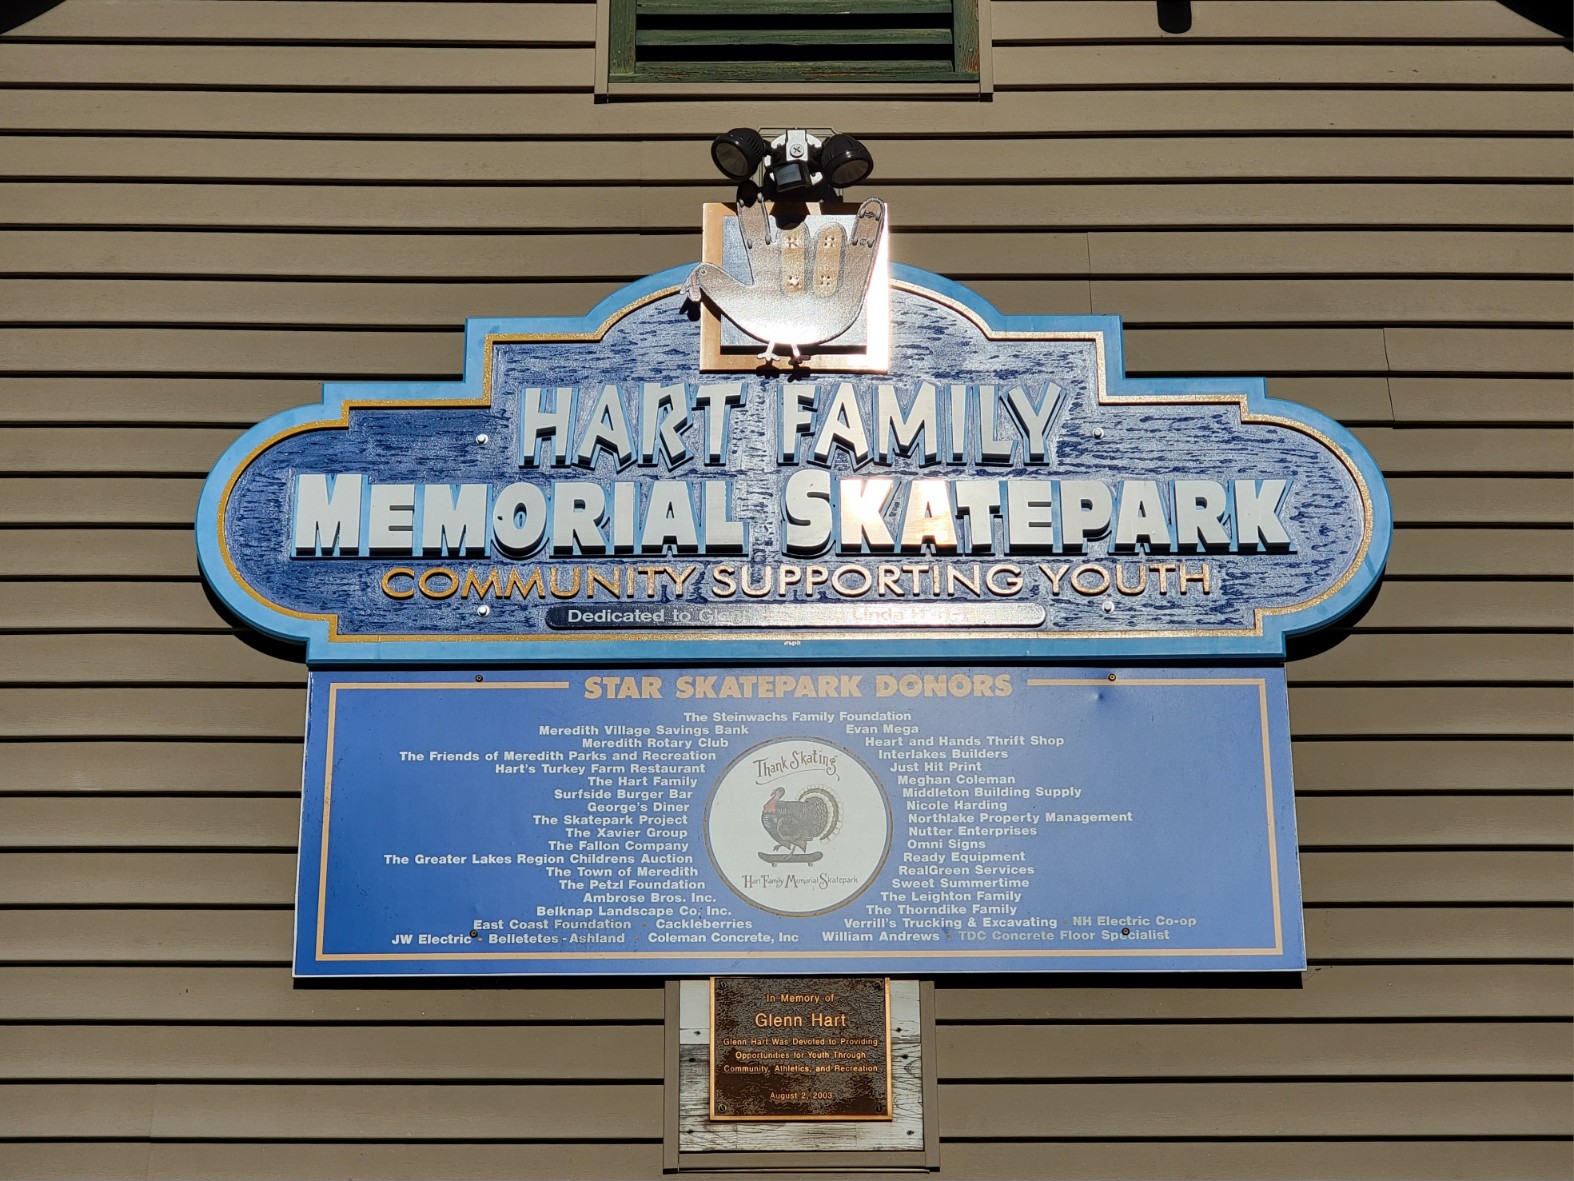 HART FAMILY
MEMORIAL SKATEPARK
COMMUNITY SUPPORTING YOUTH
Dedicated to Glenn Linda
STAR SKATEPARK DONORS
The Steinwachs Family Foundation
Meredith Village Savings Bank
Meredith Rotary Club
The Friends of Meredith Parks and Recreation
Hart's Turkey Farm Restaurant
The Hart Family
Surfside Burger Bar
George's Diner
The Skatepark Project
The Xavier Group
The Fallon Company
The Greater Lakes Region Childrens Auction
The Town of Meredith
The Petzl Foundation
Ambrose Bros. Inc.
Belknap Landscape Co, Inc.
East Coast Foundation - Cackleberries
JW Electric - Belletetes - Ashland - Coleman Concrete, Inc
Thank Skating
Hart Family Memorial Skatepark
Evan Mega
Heart and Hands Thrift Shop
Interlakes Builders
Just Hit Print
Meghan Coleman
Middleton Building Supply
Nicole Harding
Northlake Property Management
Nutter Enterprises
Omni Signs
Ready Equipment
RealGreen Services
Sweet Summertime
The Leighton Family
The Thorndike Family
Verrill's Trucking & Excavating - NH Electric Co-op
William Andrews - TDC Concrete Floor Specialist
In Memory of
Glenn Hart
Glenn Hart Was Devoted to Providing
Opportunities for Youth Through
Community, Athletics, and Recreation
August 2, 2003